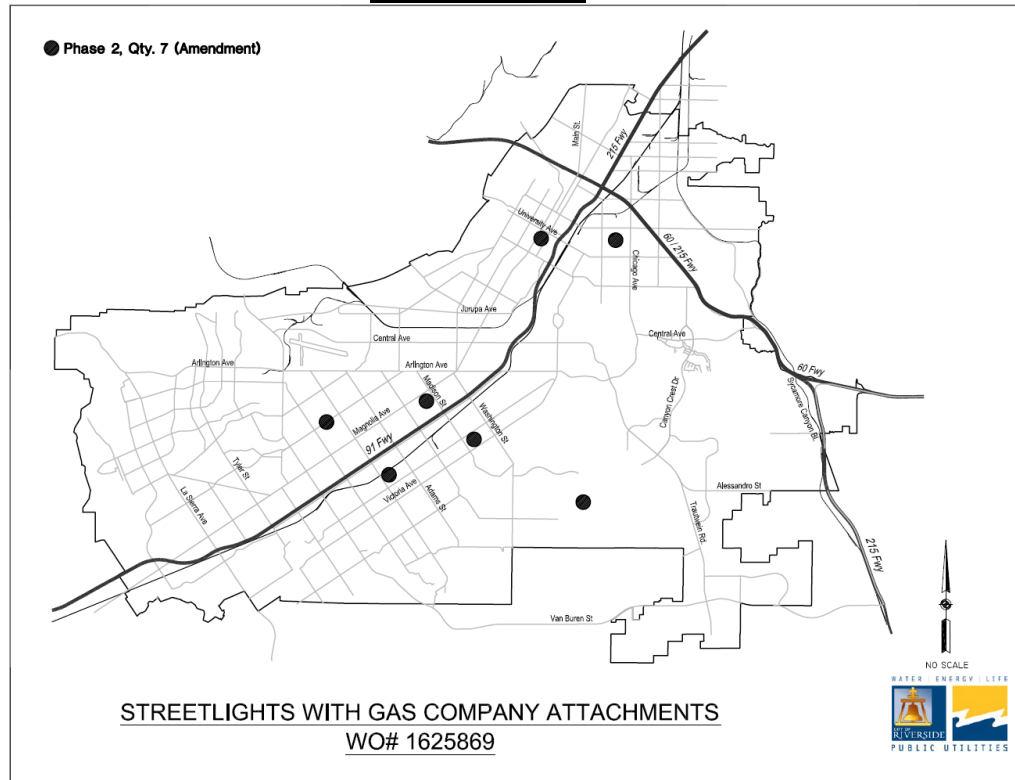 Phase 2, Qty. 7 (Amendment)
Main St.
215 Fwy
University Ave
60 / 215 Fwy
Chicago Ave
Jurupa Ave
Central Ave
Central Ave
Arlington Ave
Arlington Ave
60 Fwy
Madison St
Canyon Crest Dr
Sycamore Canyon Bl.
Magnolia Ave
Washington St
91 Fwy
Tyler St
Victoria Ave
Adams St
Alessandro St
La Sierra Ave
Trautwein Rd.
215 Fwy
Van Buren St
NO SCALE
WATER | ENERGY | LIFE
CITY OF
RIVERSIDE
PUBLIC UTILITIES
STREETLIGHTS WITH GAS COMPANY ATTACHMENTS
WO# 1625869